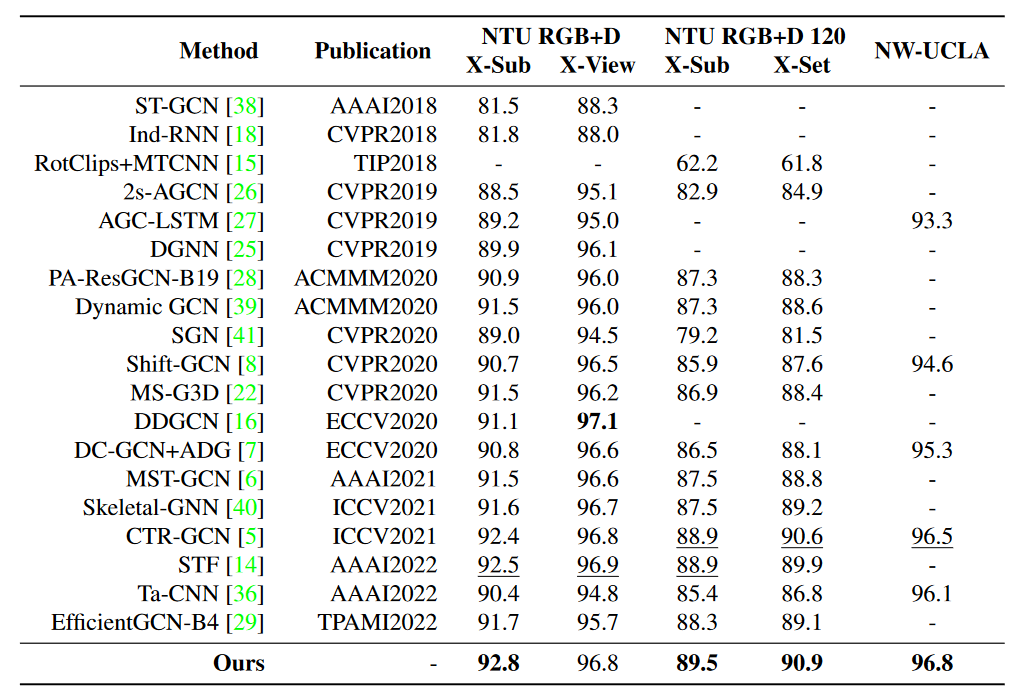 Method Publication NTU RGB+D NTU RGB+D 120 NW-UCLA
X-Sub X-View X-Sub X-Set
ST-GCN [38] AAAI2018 81.5 88.3 - - -
Ind-RNN [18] CVPR2018 81.8 88.0 - - -
RotClips+MTCNN [15] TIP2018 - - 62.2 61.8 -
2s-AGCN [26] CVPR2019 88.5 95.1 82.9 84.9 -
AGC-LSTM [27] CVPR2019 89.2 95.0 - - 93.3
DGNN [25] CVPR2019 89.9 96.1 - - -
PA-ResGCN-B19 [28] ACMMM2020 90.9 96.0 87.3 88.3 -
Dynamic GCN [39] ACMMM2020 91.5 96.0 87.3 88.6 -
SGN [41] CVPR2020 89.0 94.5 79.2 81.5 -
Shift-GCN [8] CVPR2020 90.7 96.5 85.9 87.6 94.6
MS-G3D [22] CVPR2020 91.5 96.2 86.9 88.4 -
DDGCN [16] ECCV2020 91.1 97.1 - - -
DC-GCN+ADG [7] ECCV2020 90.8 96.6 86.5 88.1 95.3
MST-GCN [6] AAAI2021 91.5 96.6 87.5 88.8 -
Skeletal-GNN [40] ICCV2021 91.6 96.7 87.5 89.2 -
CTR-GCN [5] ICCV2021 92.4 96.8 88.9 90.6 96.5
STF [14] AAAI2022 92.5 96.9 88.9 89.9 -
Ta-CNN [36] AAAI2022 90.4 94.8 85.4 86.8 96.1
EfficientGCN-B4 [29] TPAMI2022 91.7 95.7 88.3 89.1 -
Ours - 92.8 96.8 89.5 90.9 96.8